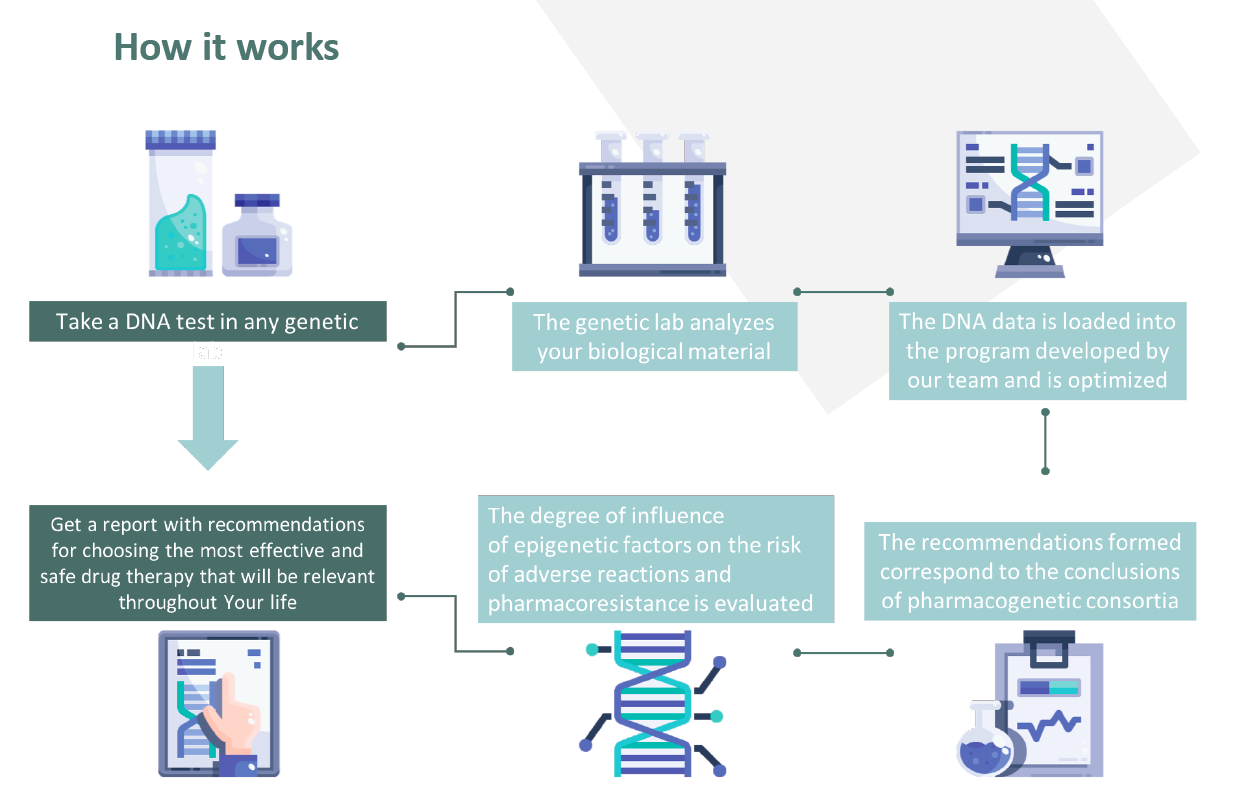 How it works
Take a DNA test in any genetic
lab
The genetic lab analyzes
your biological material
The DNA data is loaded into
the program developed by
our team and is optimized
Get a report with recommendations
for choosing the most effective and
safe drug therapy that will be relevant
throughout Your life
The degree of influence
of epigenetic factors on the risk
of adverse reactions and
pharmacoresistance is evaluated
The recommendations formed
correspond to the conclusions
of pharmacogenetic consortia